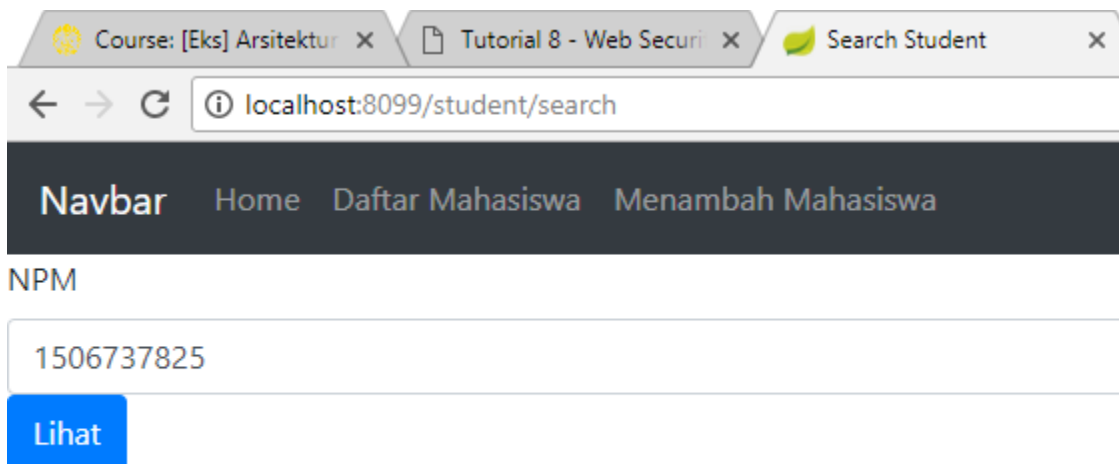 Course: [Eks] Arsitektur Tutorial 8 - Web Securi Search Student
localhost:8099/student/search
Navbar Home Daftar Mahasiswa Menambah Mahasiswa
NPM
1506737825
Lihat